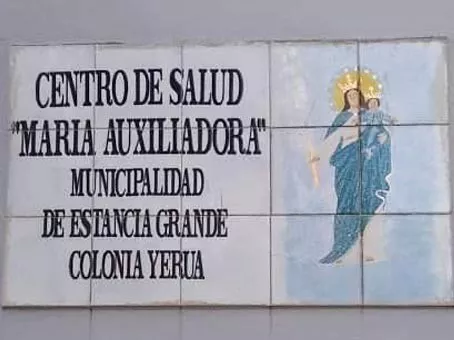 CENTRO DE SALUD
"MARIA AUXILIADORA"
MUNICIPALIDAD
DE ESTANCIA GRANDE
COLONIA YERUA